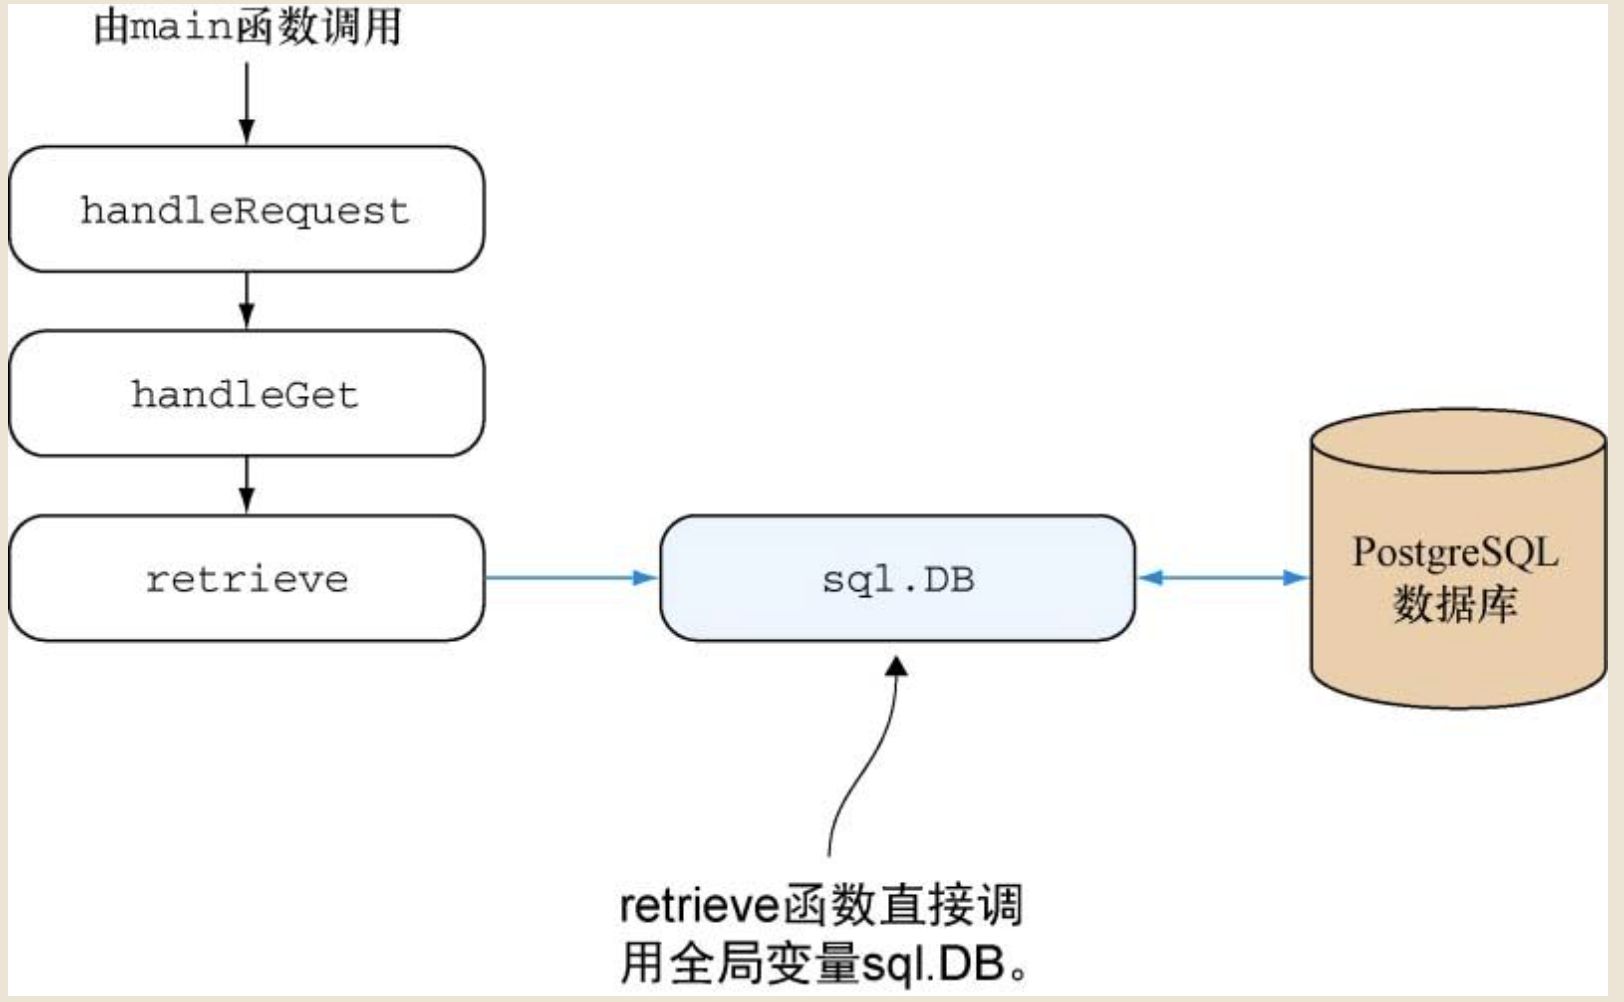 由main函数调用
handleRequest
handleGet
retrieve
sql.DB
PostgreSQL
数据库
retrieve函数直接调
用全局变量sql.DB。